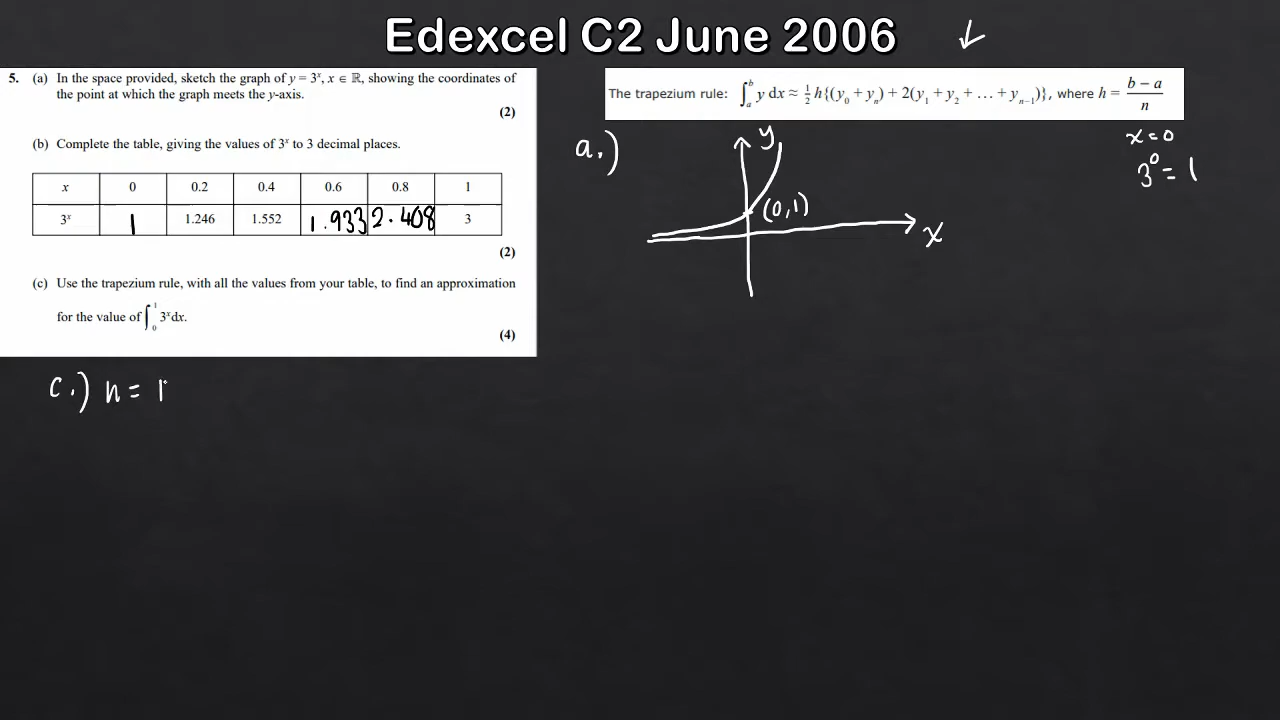 Edexcel C2 June 2006
5. (a) In the space provided, sketch the graph of y = 3ˣ, x ∈ ℝ, showing the coordinates of
the point at which the graph meets the y-axis.
(2)
(b) Complete the table, giving the values of 3ˣ to 3 decimal places.
x 0 0.2 0.4 0.6 0.8 1
3ˣ 1 1.246 1.552 1.933 2.408 3
(2)
(c) Use the trapezium rule, with all the values from your table, to find an approximation
for the value of ∫₀¹ 3ˣdx.
(4)
The trapezium rule: ∫ₐᵇ y dx ≈ ½h{(y₀ + yₙ) + 2(y₁ + y₂ + … + yₙ₋₁)}, where h = (b − a)/n
a.)
y
(0,1)
x
x=0
3⁰ = 1
c.) h = 1